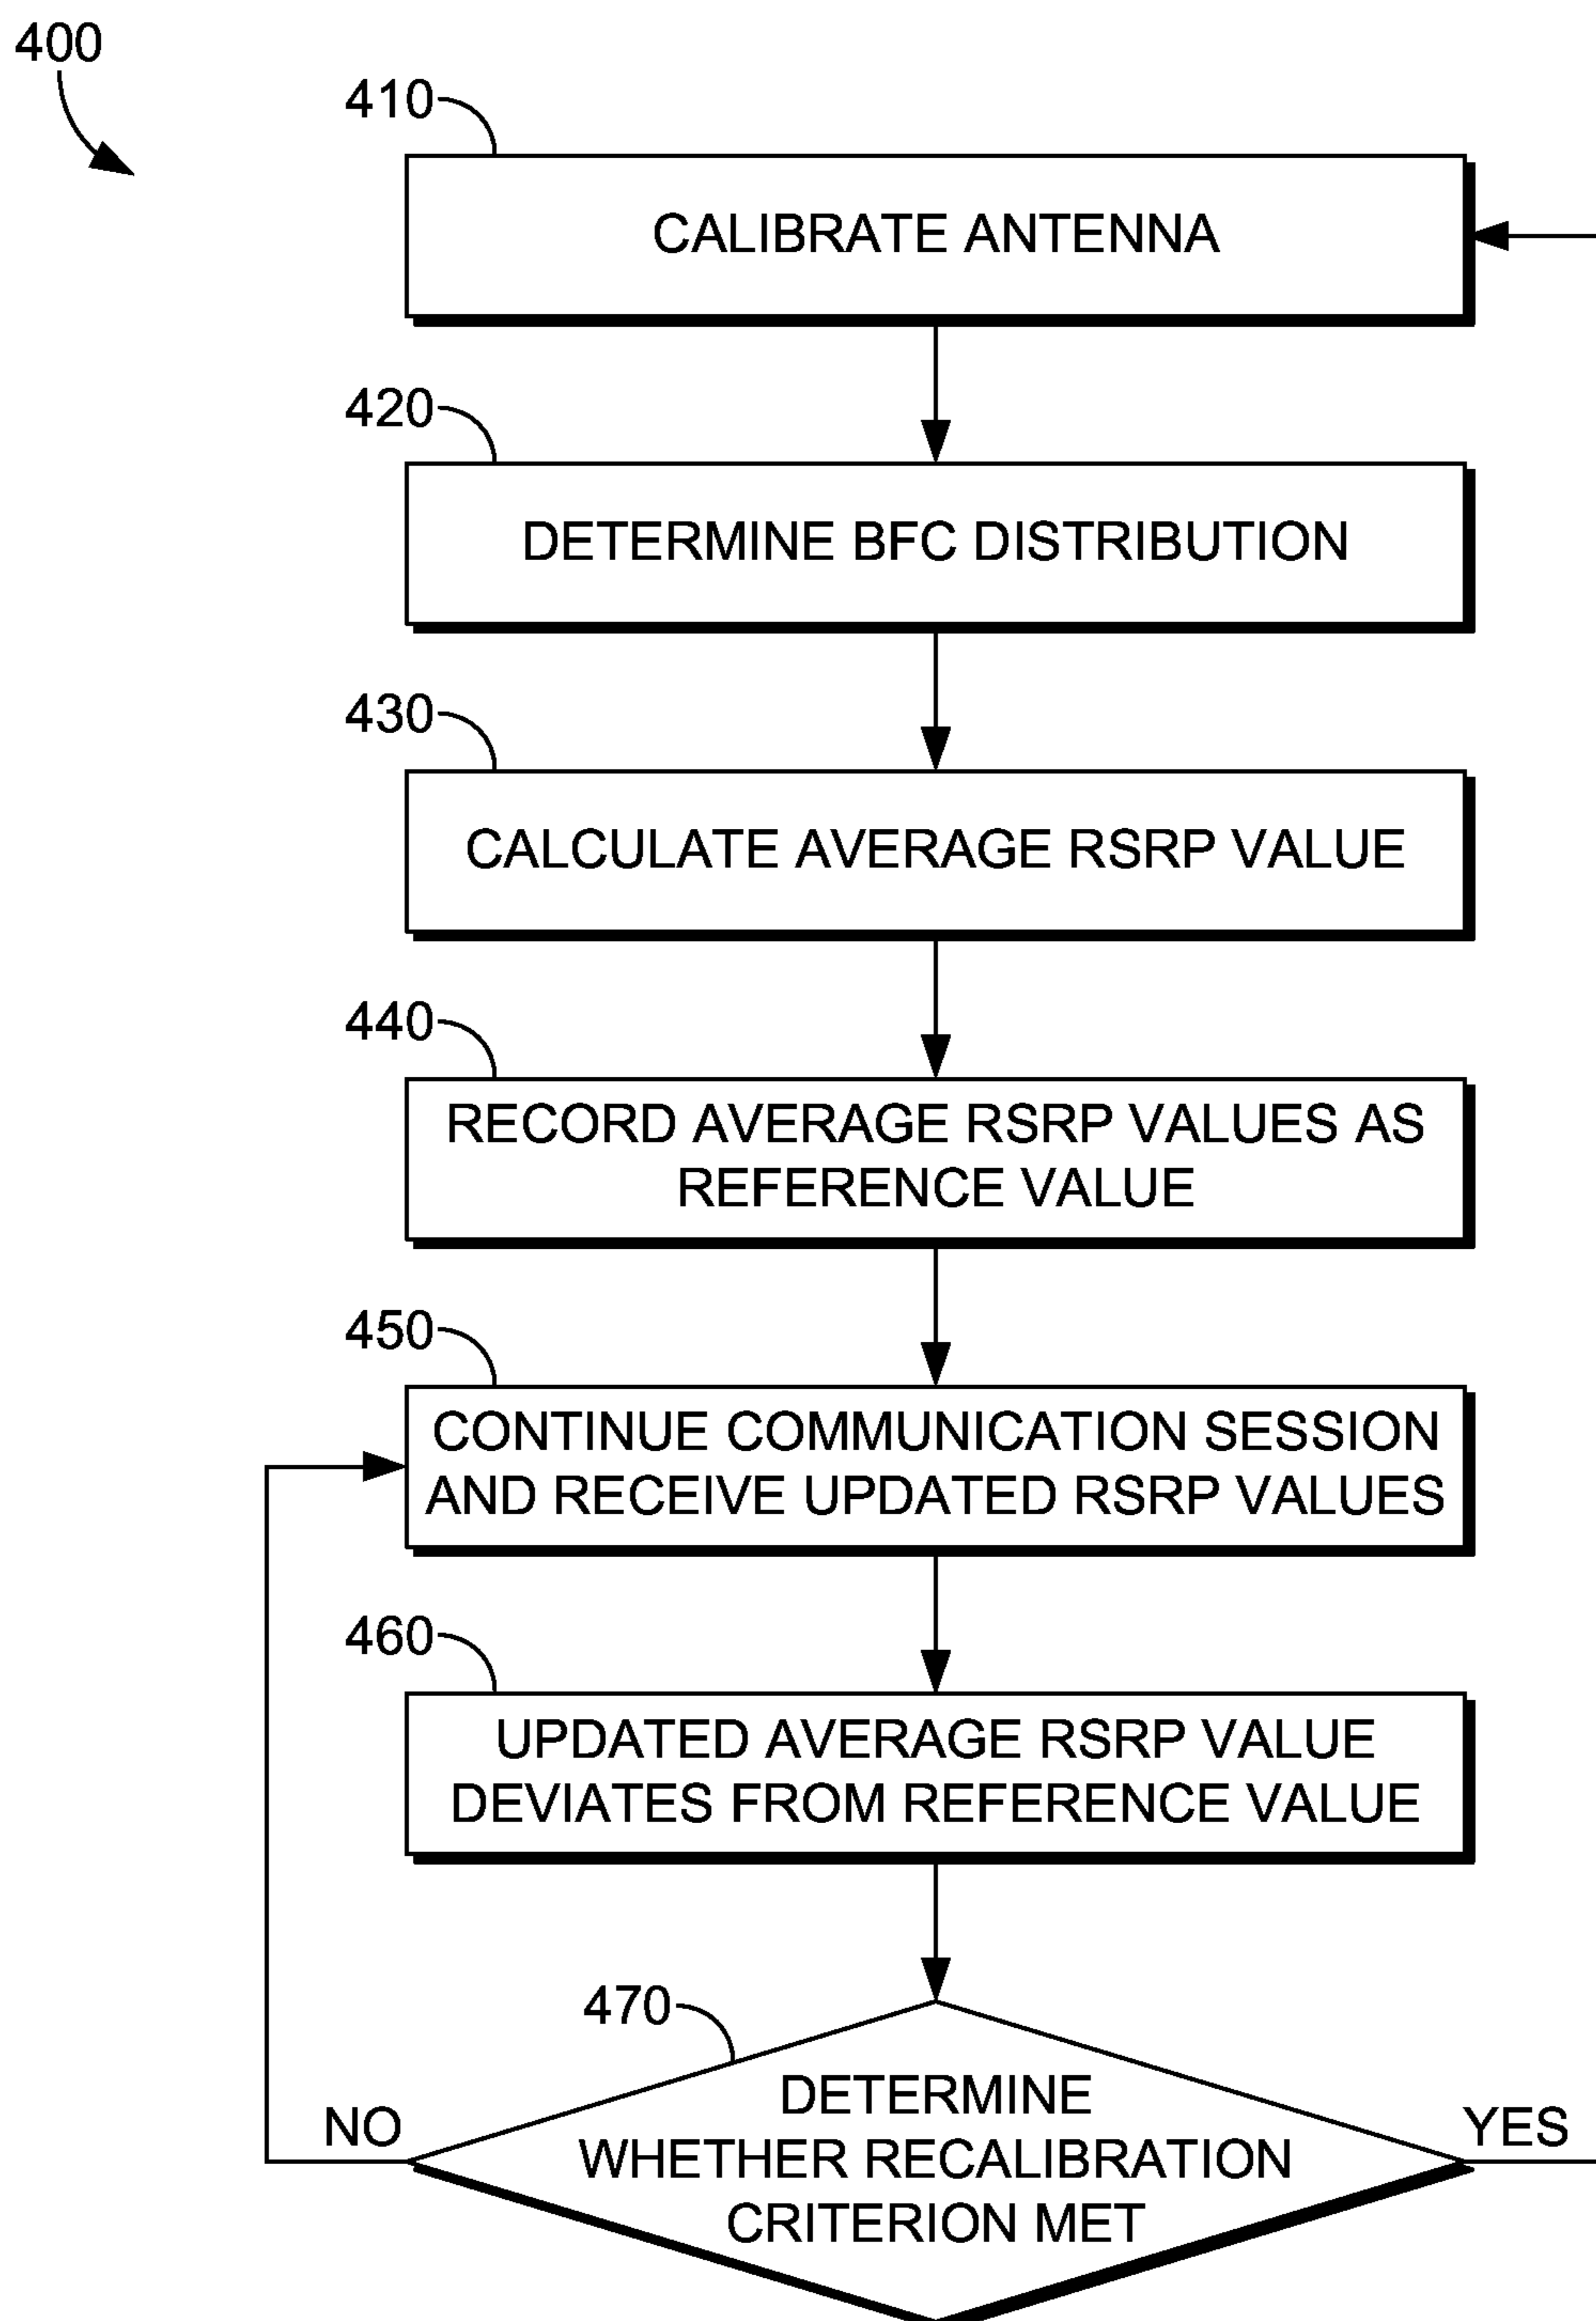 400
410
CALIBRATE ANTENNA
420
DETERMINE BFC DISTRIBUTION
430
CALCULATE AVERAGE RSRP VALUE
440
RECORD AVERAGE RSRP VALUES AS
REFERENCE VALUE
450
CONTINUE COMMUNICATION SESSION
AND RECEIVE UPDATED RSRP VALUES
460
UPDATED AVERAGE RSRP VALUE
DEVIATES FROM REFERENCE VALUE
470
DETERMINE
WHETHER RECALIBRATION
CRITERION MET
NO
YES